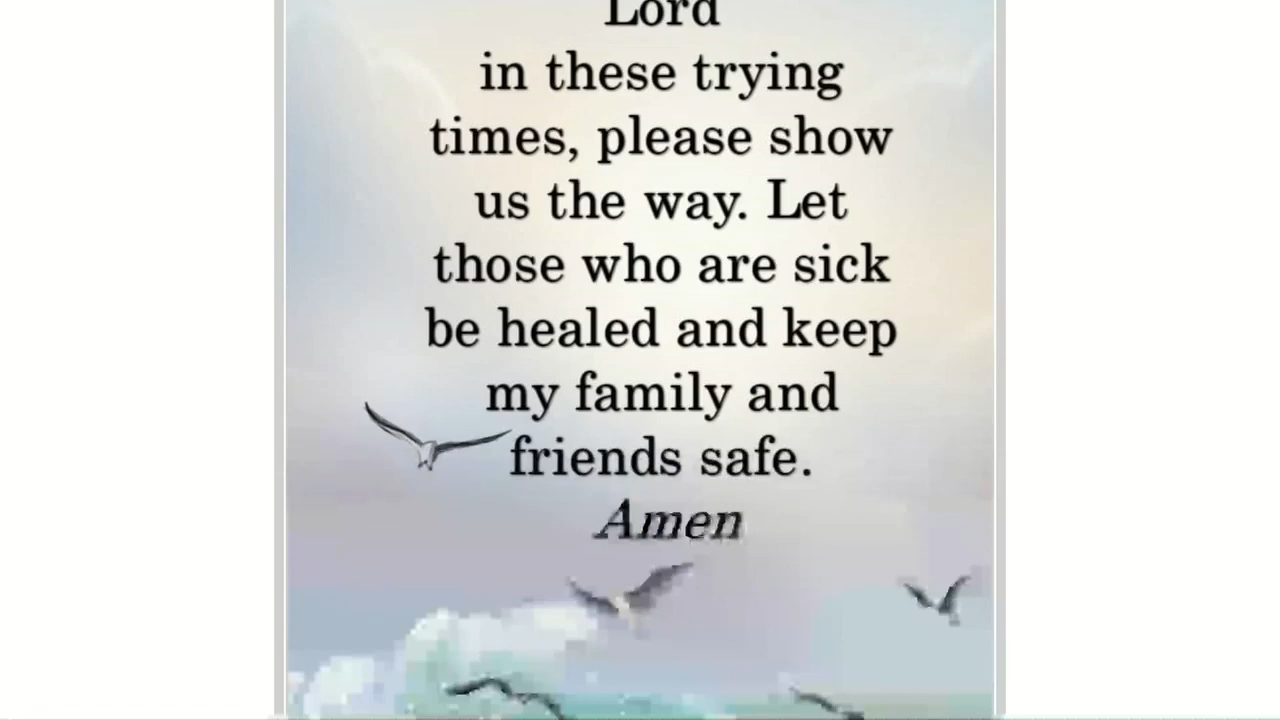 Lord
in these trying
times, please show
us the way. Let
those who are sick
be healed and keep
my family and
friends safe.
Amen